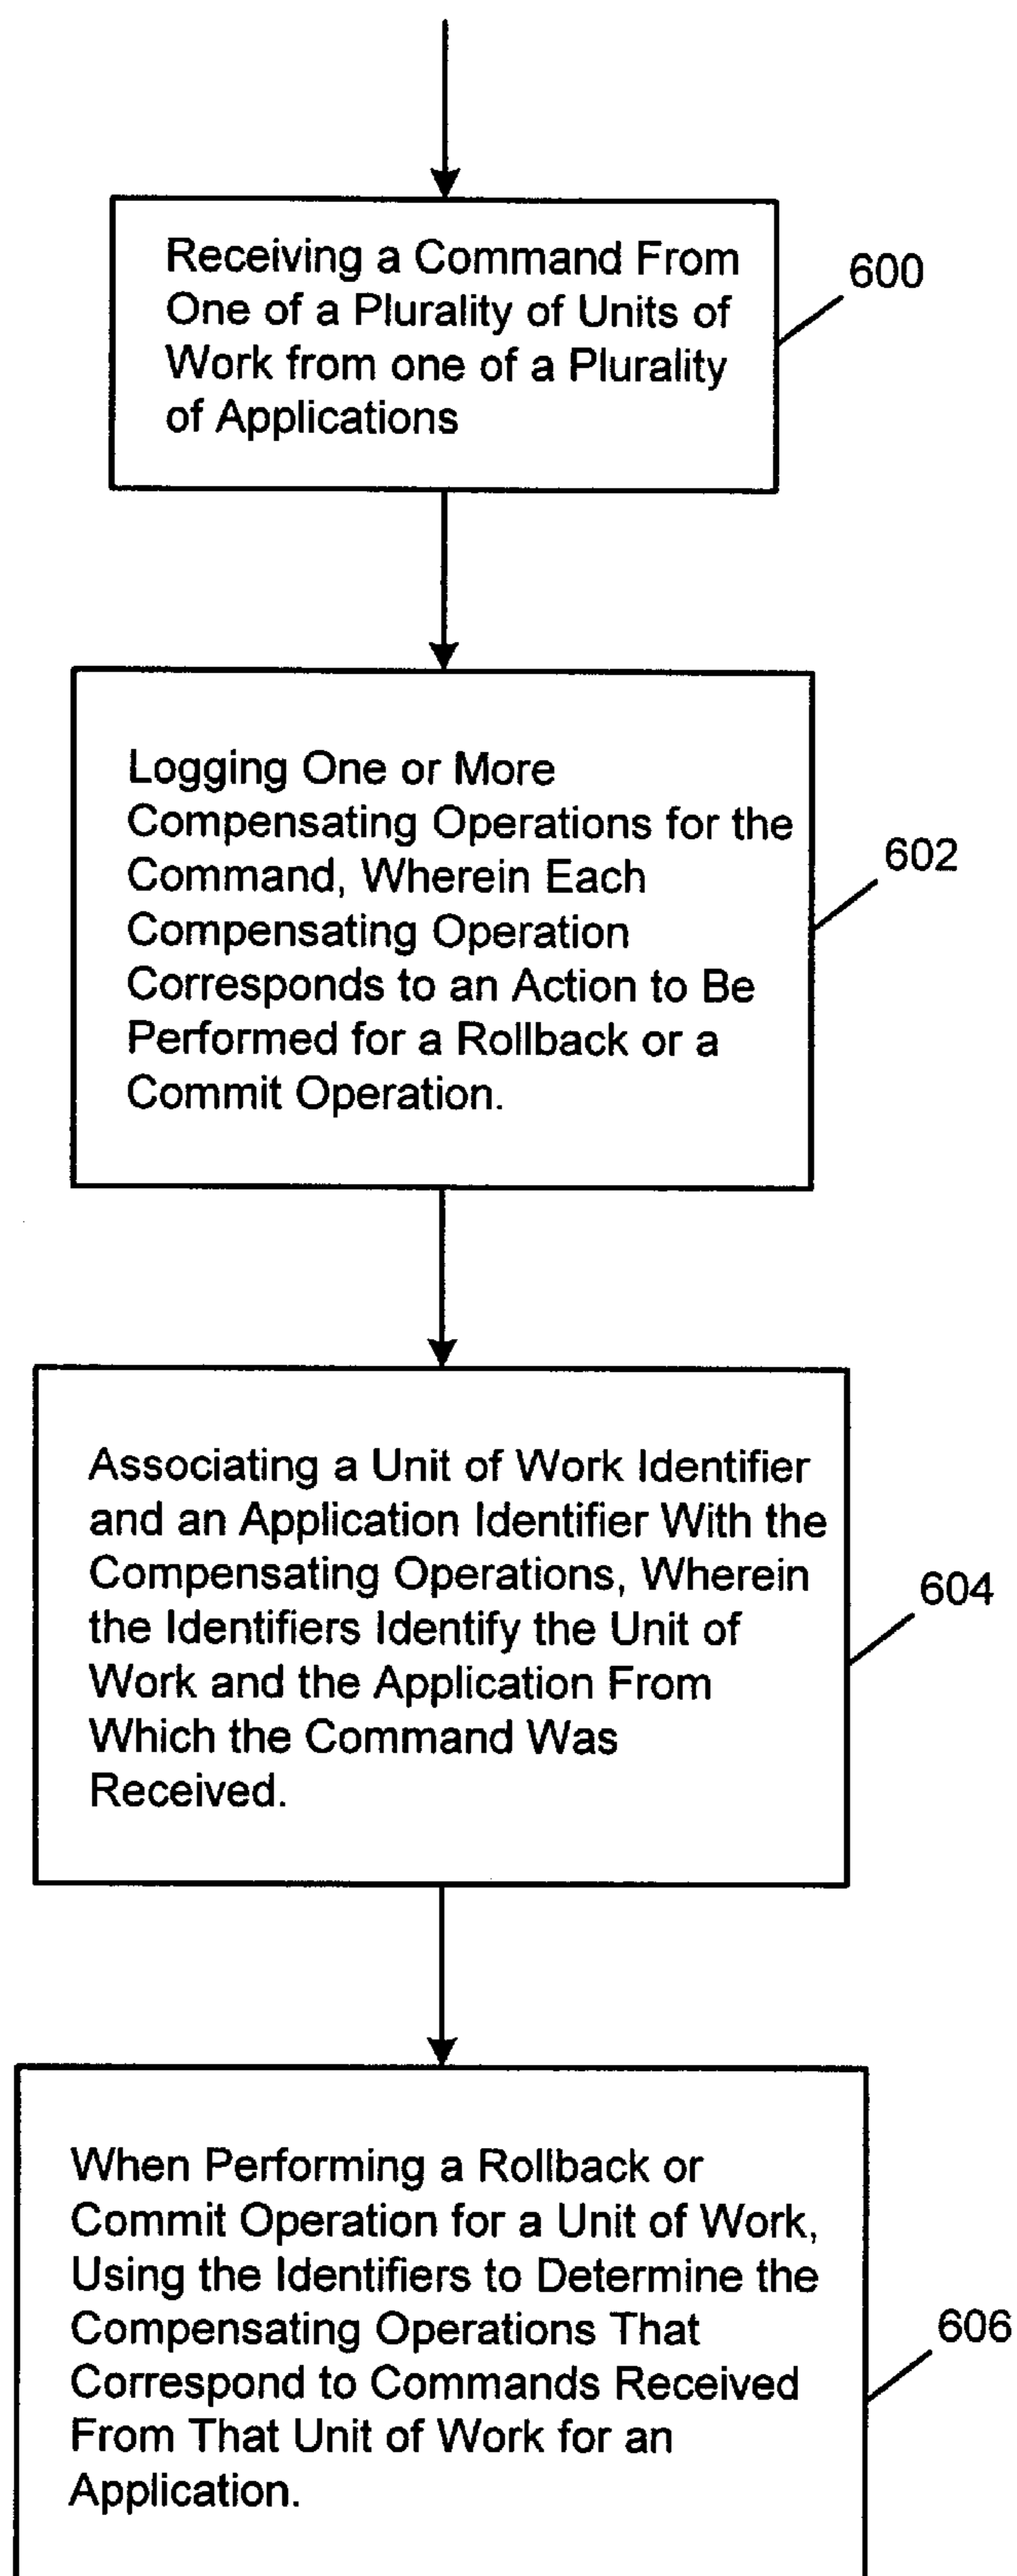 Receiving a Command From
One of a Plurality of Units of
Work from one of a Plurality
of Applications
600
Logging One or More
Compensating Operations for the
Command, Wherein Each
Compensating Operation
Corresponds to an Action to Be
Performed for a Rollback or a
Commit Operation.
602
Associating a Unit of Work Identifier
and an Application Identifier With the
Compensating Operations, Wherein
the Identifiers Identify the Unit of
Work and the Application From
Which the Command Was
Received.
604
When Performing a Rollback or
Commit Operation for a Unit of Work,
Using the Identifiers to Determine the
Compensating Operations That
Correspond to Commands Received
From That Unit of Work for an
Application.
606